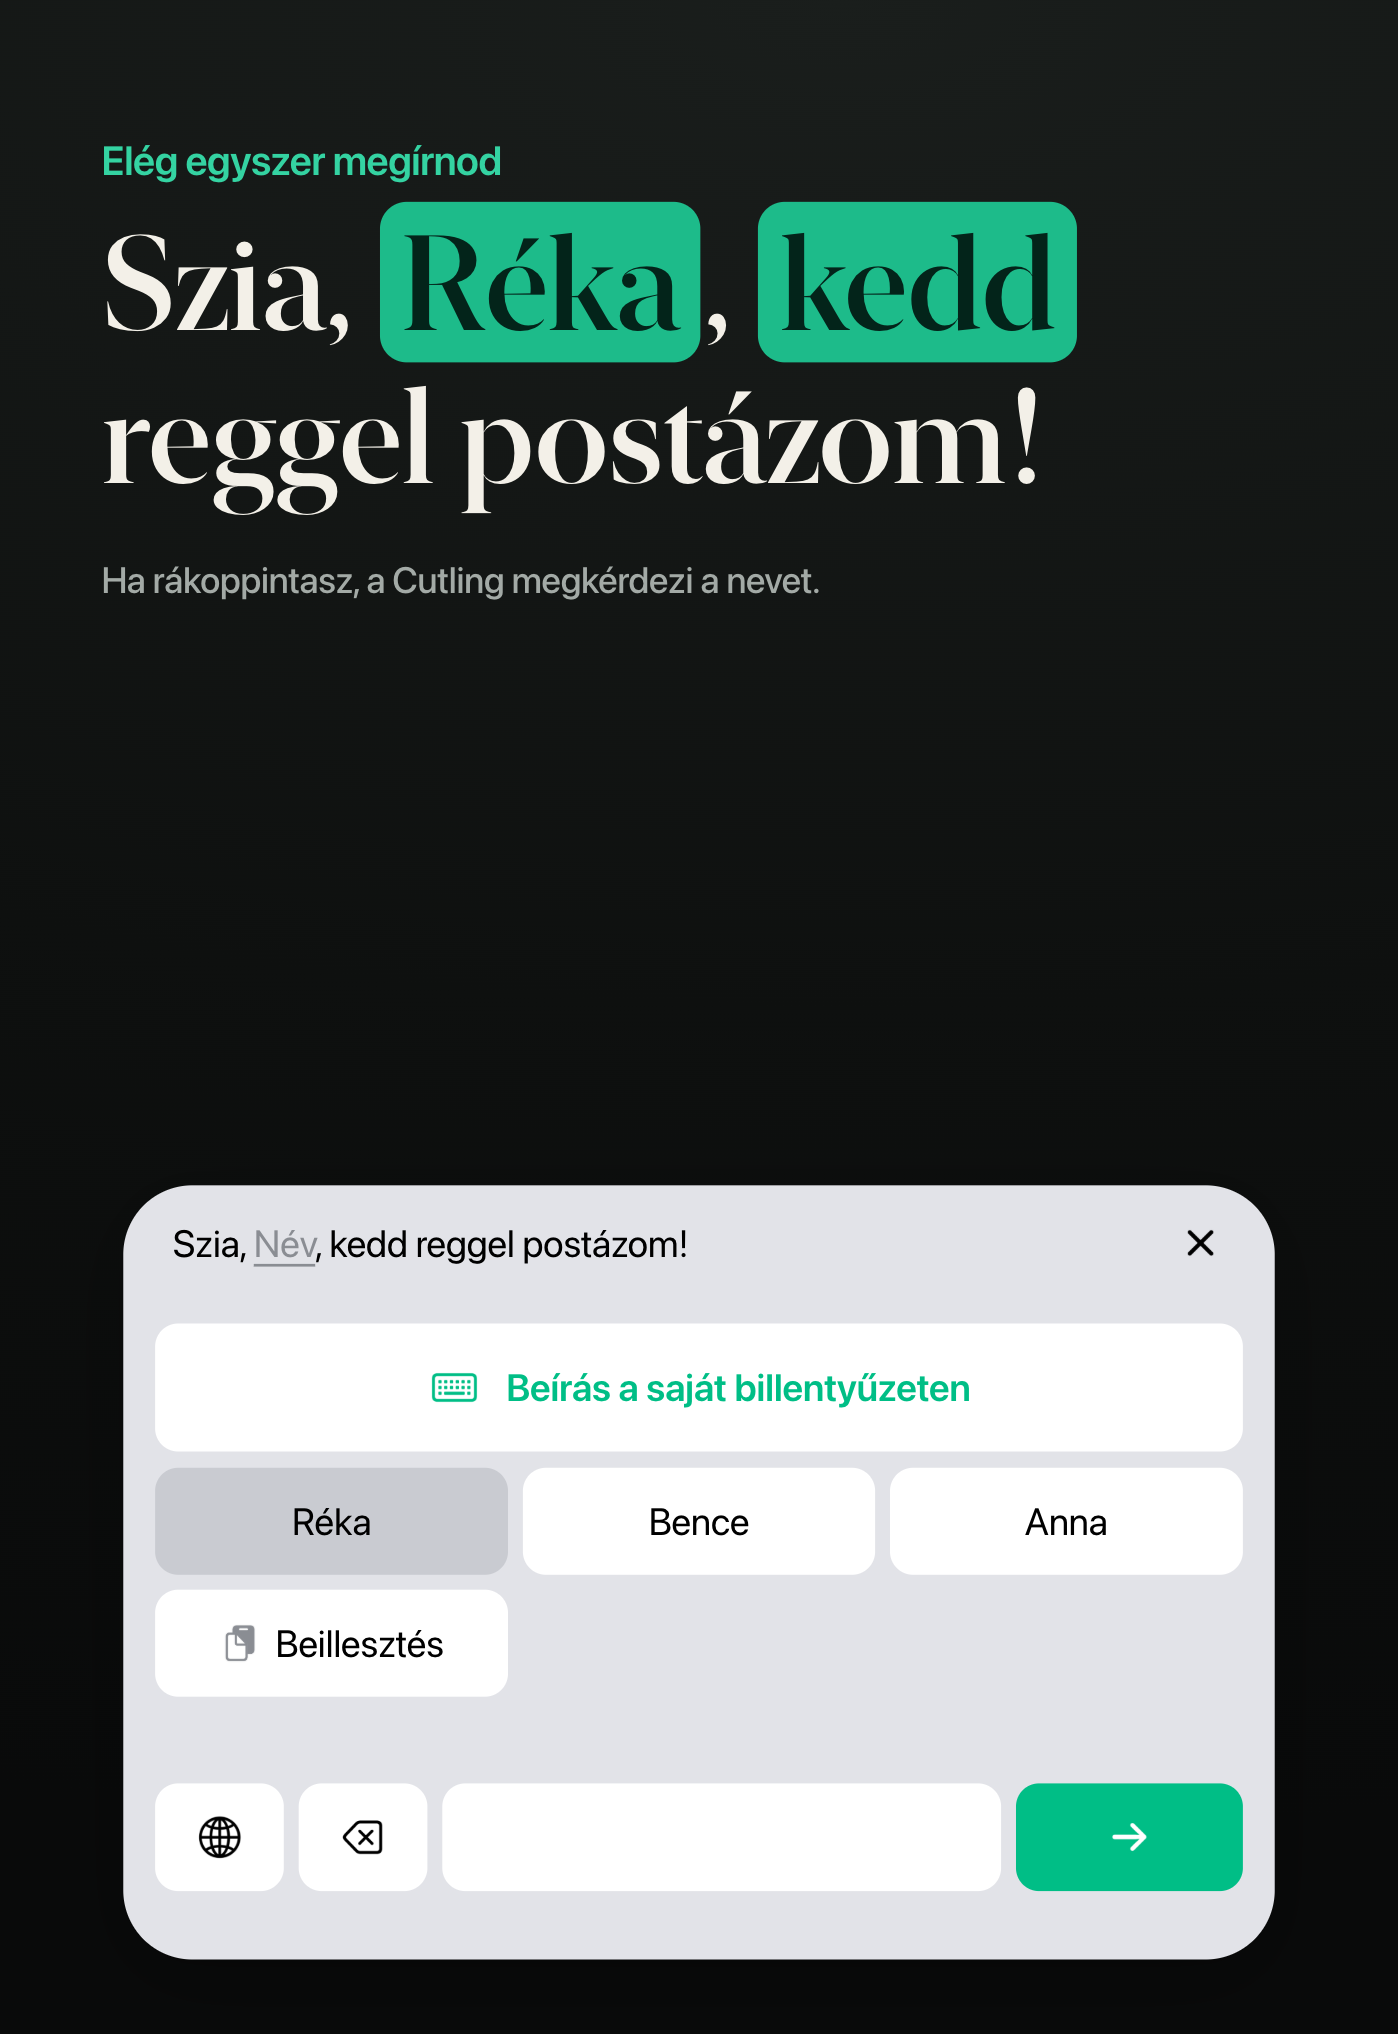 Elég egyszer megírnod
Szia, Réka, kedd
reggel postázom!
Ha rákoppintasz, a Cutling megkérdezi a nevet.
Szia, Név, kedd reggel postázom!
Beírás a saját billentyűzeten
Réka
Bence
Anna
Beillesztés